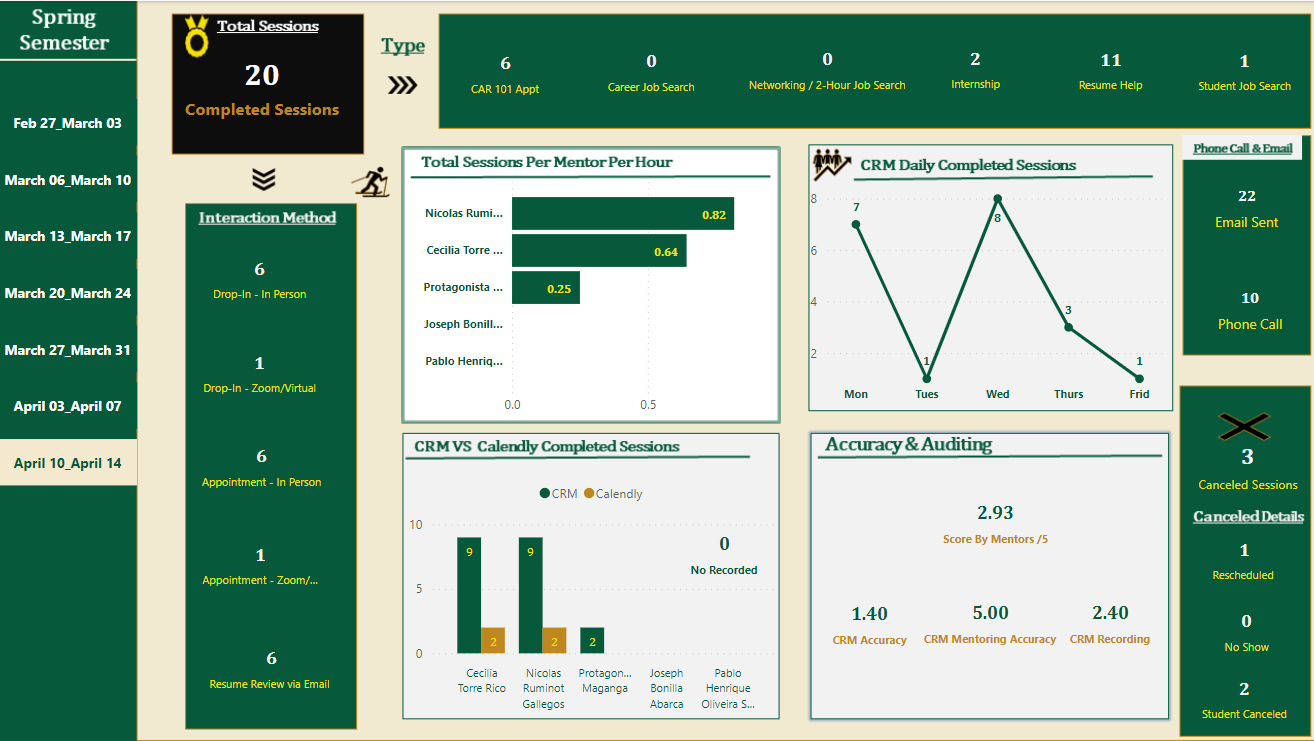 Spring
Semester
Feb 27_March 03
March 06_March 10
March 13_March 17
March 20_March 24
March 27_March 31
April 03_April 07
April 10_April 14
Total Sessions
20
Completed Sessions
Type
6
CAR 101 Appt
0
Career Job Search
0
Networking / 2-Hour Job Search
2
Internship
11
Resume Help
1
Student Job Search
Interaction Method
6
Drop-In - In Person
1
Drop-In - Zoom/Virtual
6
Appointment - In Person
1
Appointment - Zoom/...
6
Resume Review via Email
Total Sessions Per Mentor Per Hour
Nicolas Rumi...
0.82
Cecilia Torre ...
0.64
Protagonista ...
0.25
Joseph Bonill...
Pablo Henriq...
0.0
0.5
CRM Daily Completed Sessions
8
6
4
2
7
1
8
3
1
Mon
Tues
Wed
Thurs
Frid
Phone Call & Email
22
Email Sent
10
Phone Call
CRM VS Calendly Completed Sessions
CRM
Calendly
10
5
0
9
2
9
2
2
0
No Recorded
Cecilia
Torre Rico
Nicolas
Ruminot
Gallegos
Protagon...
Maganga
Joseph
Bonilla
Abarca
Pablo
Henrique
Oliveira S...
Accuracy & Auditing
2.93
Score By Mentors /5
1.40
CRM Accuracy
5.00
CRM Mentoring Accuracy
2.40
CRM Recording
3
Canceled Sessions
Canceled Details
1
Rescheduled
0
No Show
2
Student Canceled